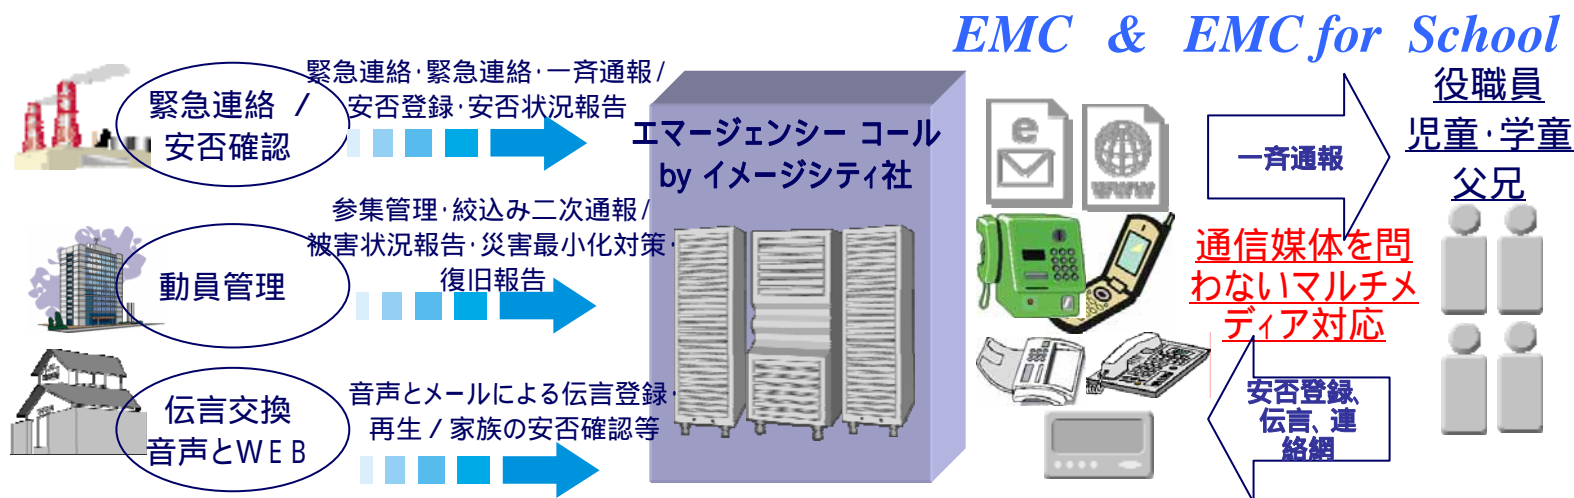 EMC & EMC for School
緊急連絡 /
安否確認
緊急連絡・緊急連絡・一斉通報 /
安否登録・安否状況報告
エマージェンシー コール
by イメージシティ社
e
www
一斉通報
役職員
児童・学童
父兄
動員管理
参集管理・絞込み二次通報 /
被害状況報告・災害最小化対策・
復旧報告
通信媒体を問
わないマルチメ
ディア対応
伝言交換
音声とWEB
音声とメールによる伝言登録・
再生 / 家族の安否確認等
安否登録、
伝言、連
絡網